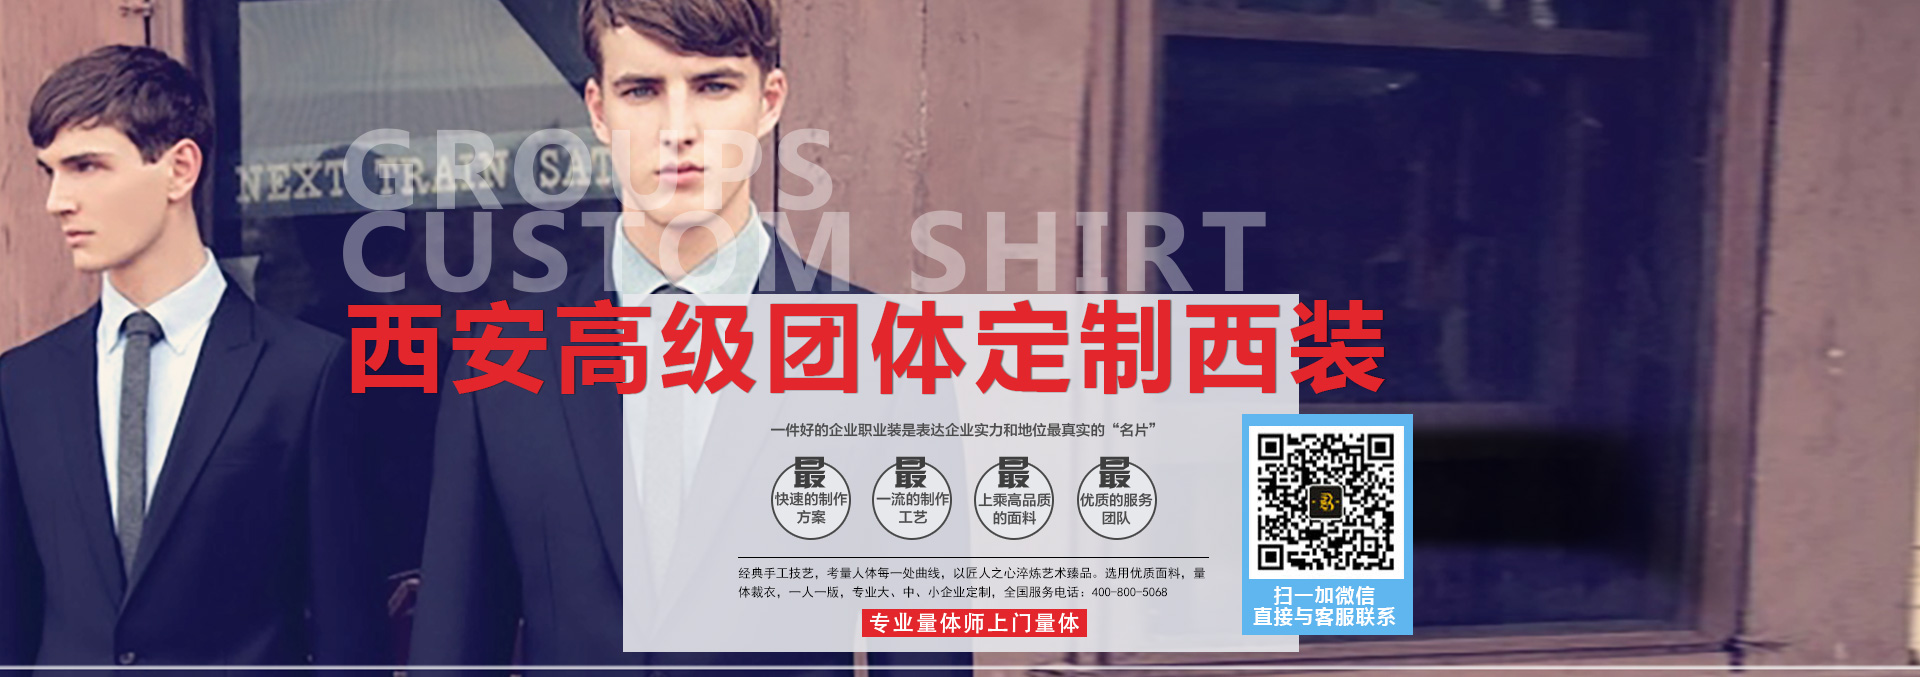 NEXT TRAIN SAT
GROUPS
CUSTOM SHIRT
西安高级团体定制西装
一件好的企业职业装是表达企业实力和地位最真实的“名片”
最
快速的制作
方案
最
一流的制作
工艺
最
上乘高品质
的面料
最
优质的服务
团队
经典手工技艺，考量人体每一处曲线，以匠人之心淬炼艺术臻品。选用优质面料，量
体裁衣，一人一版，专业大、中、小企业定制，全国服务电话：400-800-5068
专业量体师上门量体
扫一加微信
直接与客服联系